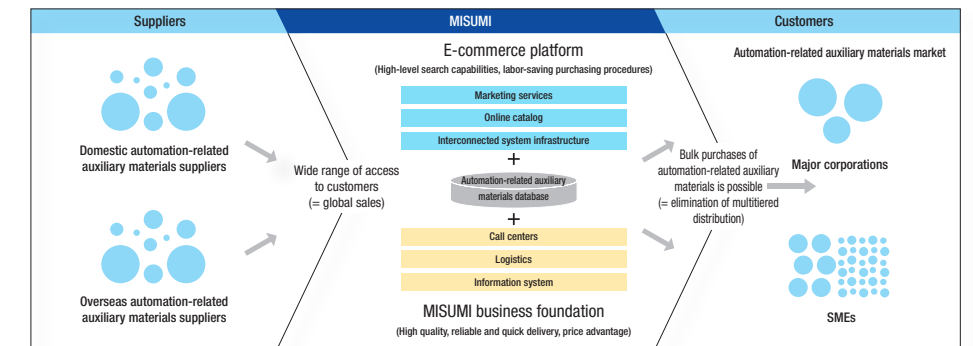 Suppliers
MISUMI
Customers
Domestic automation-related
auxiliary materials suppliers
Overseas automation-related
auxiliary materials suppliers
Wide range of access
to customers
(= global sales)
E-commerce platform
(High-level search capabilities, labor-saving purchasing procedures)
Marketing services
Online catalog
Interconnected system infrastructure
+
Automation-related auxiliary
materials database
+
Call centers
Logistics
Information system
MISUMI business foundation
(High quality, reliable and quick delivery, price advantage)
Bulk purchases of
automation-related auxiliary
materials is possible
(= elimination of multitiered
distribution)
Automation-related auxiliary materials market
Major corporations
SMEs